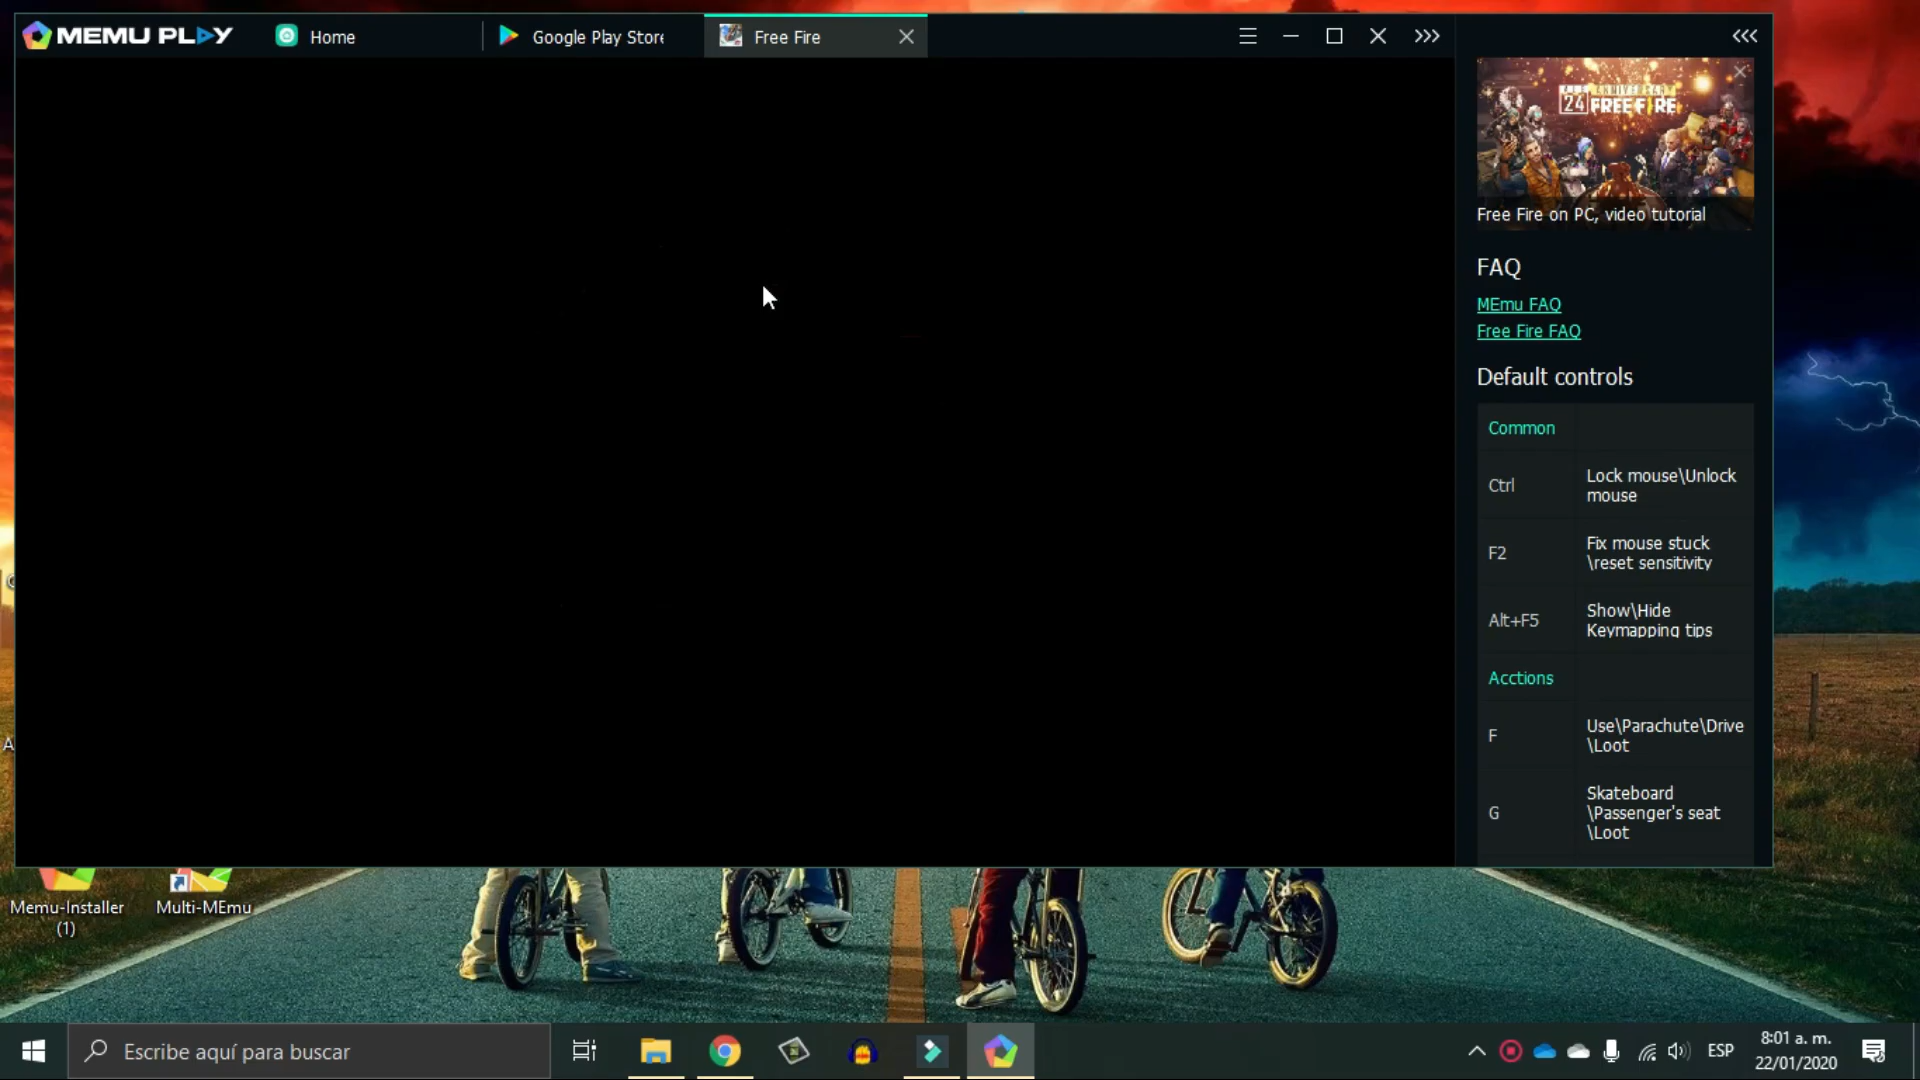 MEMU PLAY
Home
Google Play Store
Free Fire
24 ANNIVERSARY
FREE FIRE
Free Fire on PC, video tutorial
FAQ
MEmu FAQ
Free Fire FAQ
Default controls
Common
Ctrl
Lock mouse\Unlock
mouse
F2
Fix mouse stuck
\reset sensitivity
Alt+F5
Show\Hide
Keymapping tips
Acctions
F
Use\Parachute\Drive
\Loot
G
Skateboard
\Passenger's seat
\Loot
Memu-Installer
(1)
Multi-MEmu
Escribe aquí para buscar
ESP
8:01 a. m.
22/01/2020